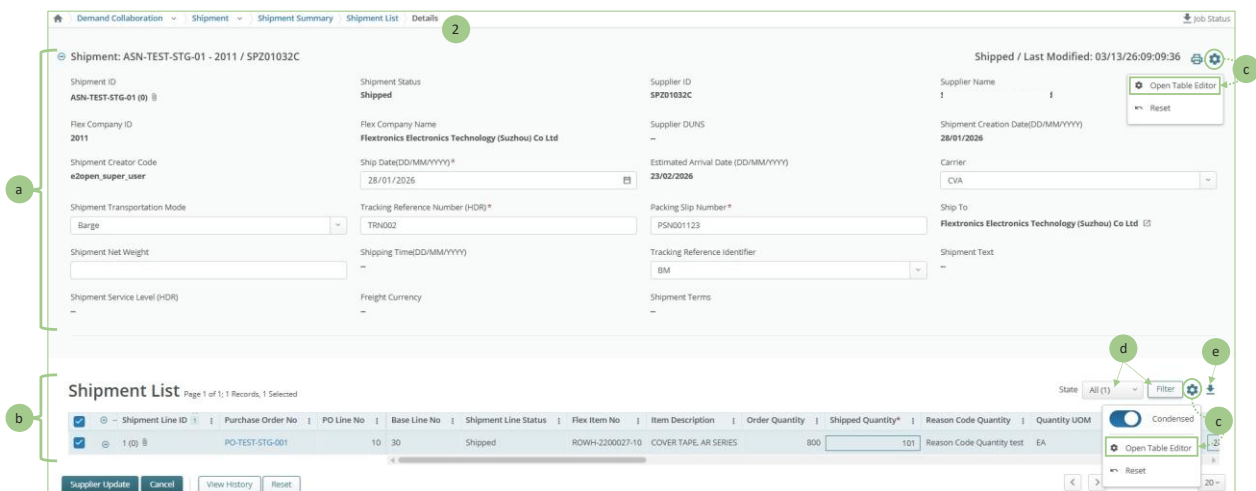 Demand Collaboration Shipment Shipment Summary Shipment List Details
2
Job Status
Shipment: ASN-TEST-STG-01 - 2011 / SPZ01032C
Shipped / Last Modified: 03/13/26:09:09:36
c
Open Table Editor
Reset
Shipment ID
ASN-TEST-STG-01 (0)
Shipment Status
Shipped
Supplier ID
SPZ01032C
Supplier Name
Flex Company ID
2011
Flex Company Name
Flextronics Electronics Technology (Suzhou) Co Ltd
Supplier DUNS
--
Shipment Creation Date(DD/MM/YYYY)
28/01/2026
a
Shipment Creator Code
e2open_super_user
Ship Date(DD/MM/YYYY)*
28/01/2026
Estimated Arrival Date (DD/MM/YYYY)
23/02/2026
Carrier
CVA
Shipment Transportation Mode
Barge
Tracking Reference Number (HDR)*
TRN002
Packing Slip Number*
PSN001123
Ship To
Flextronics Electronics Technology (Suzhou) Co Ltd
Shipment Net Weight
Shipping Time(DD/MM/YYYY)
--
Tracking Reference Identifier
BM
Shipment Text
--
Shipment Service Level (HDR)
--
Freight Currency
--
Shipment Terms
--
d
e
b
Shipment List Page 1 of 1; 1 Records, 1 Selected
State All (1) Filter
Shipment Line ID 1 Purchase Order No PO Line No Base Line No Shipment Line Status Flex Item No Item Description Order Quantity Shipped Quantity* Reason Code Quantity Quantity UOM
1 (0) PO-TEST-STG-001 10 30 Shipped ROWH-2200027-10 COVER TAPE, AR SERIES 800 101 Reason Code Quantity test EA
Condensed
c
Open Table Editor
Reset
Supplier Update Cancel View History Reset
20